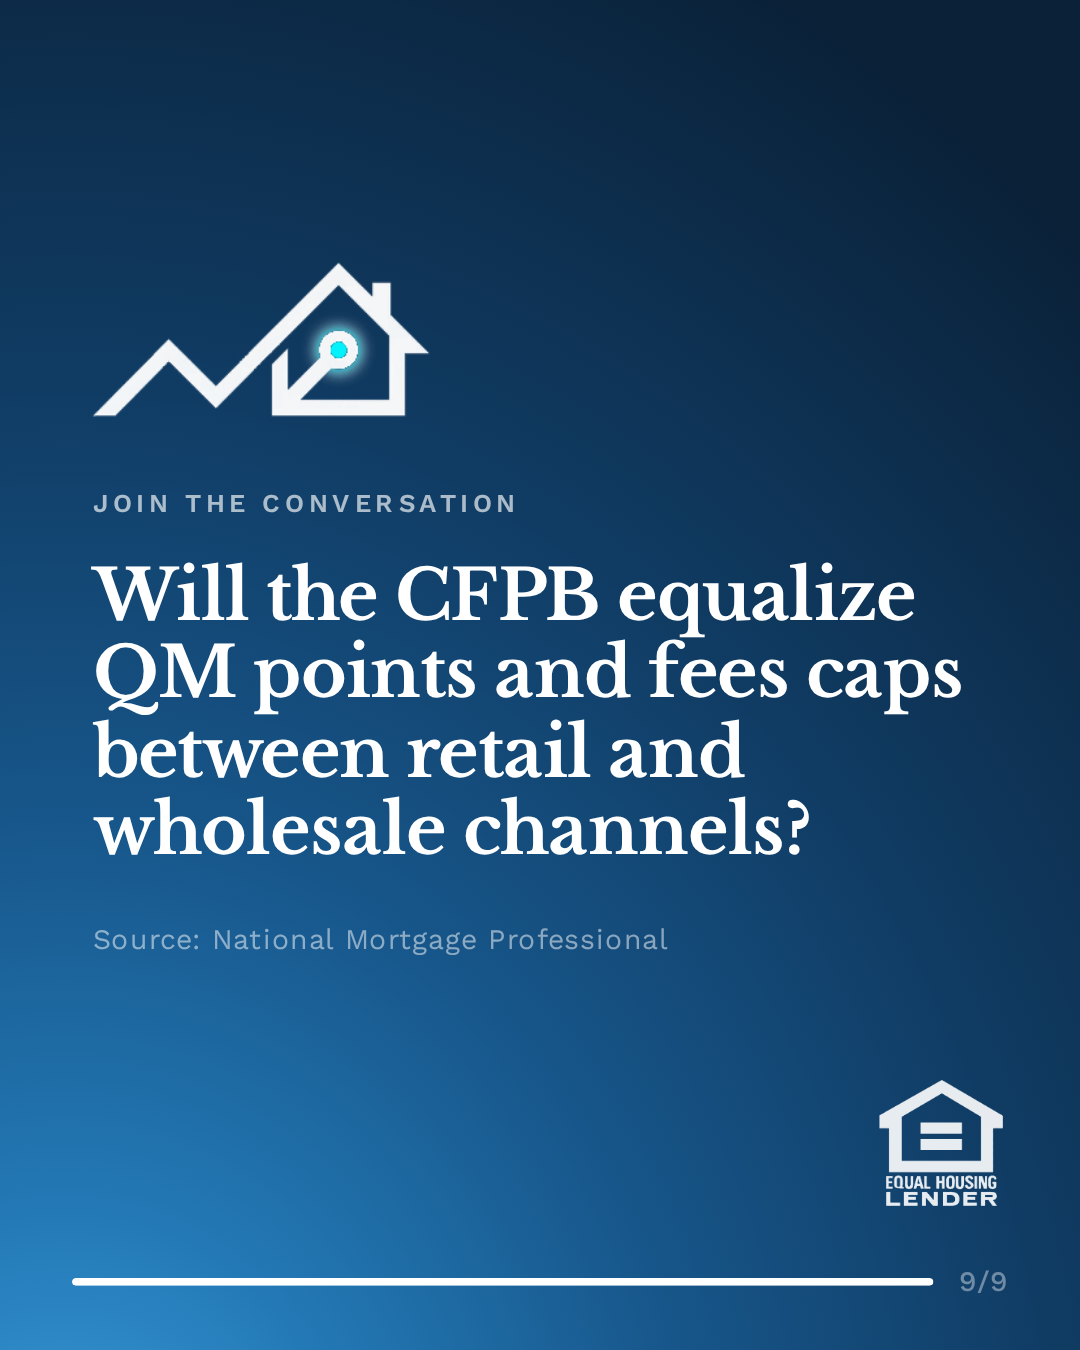 JOIN THE CONVERSATION
Will the CFPB equalize
QM points and fees caps
between retail and
wholesale channels?
Source: National Mortgage Professional
EQUAL HOUSING
LENDER
9/9